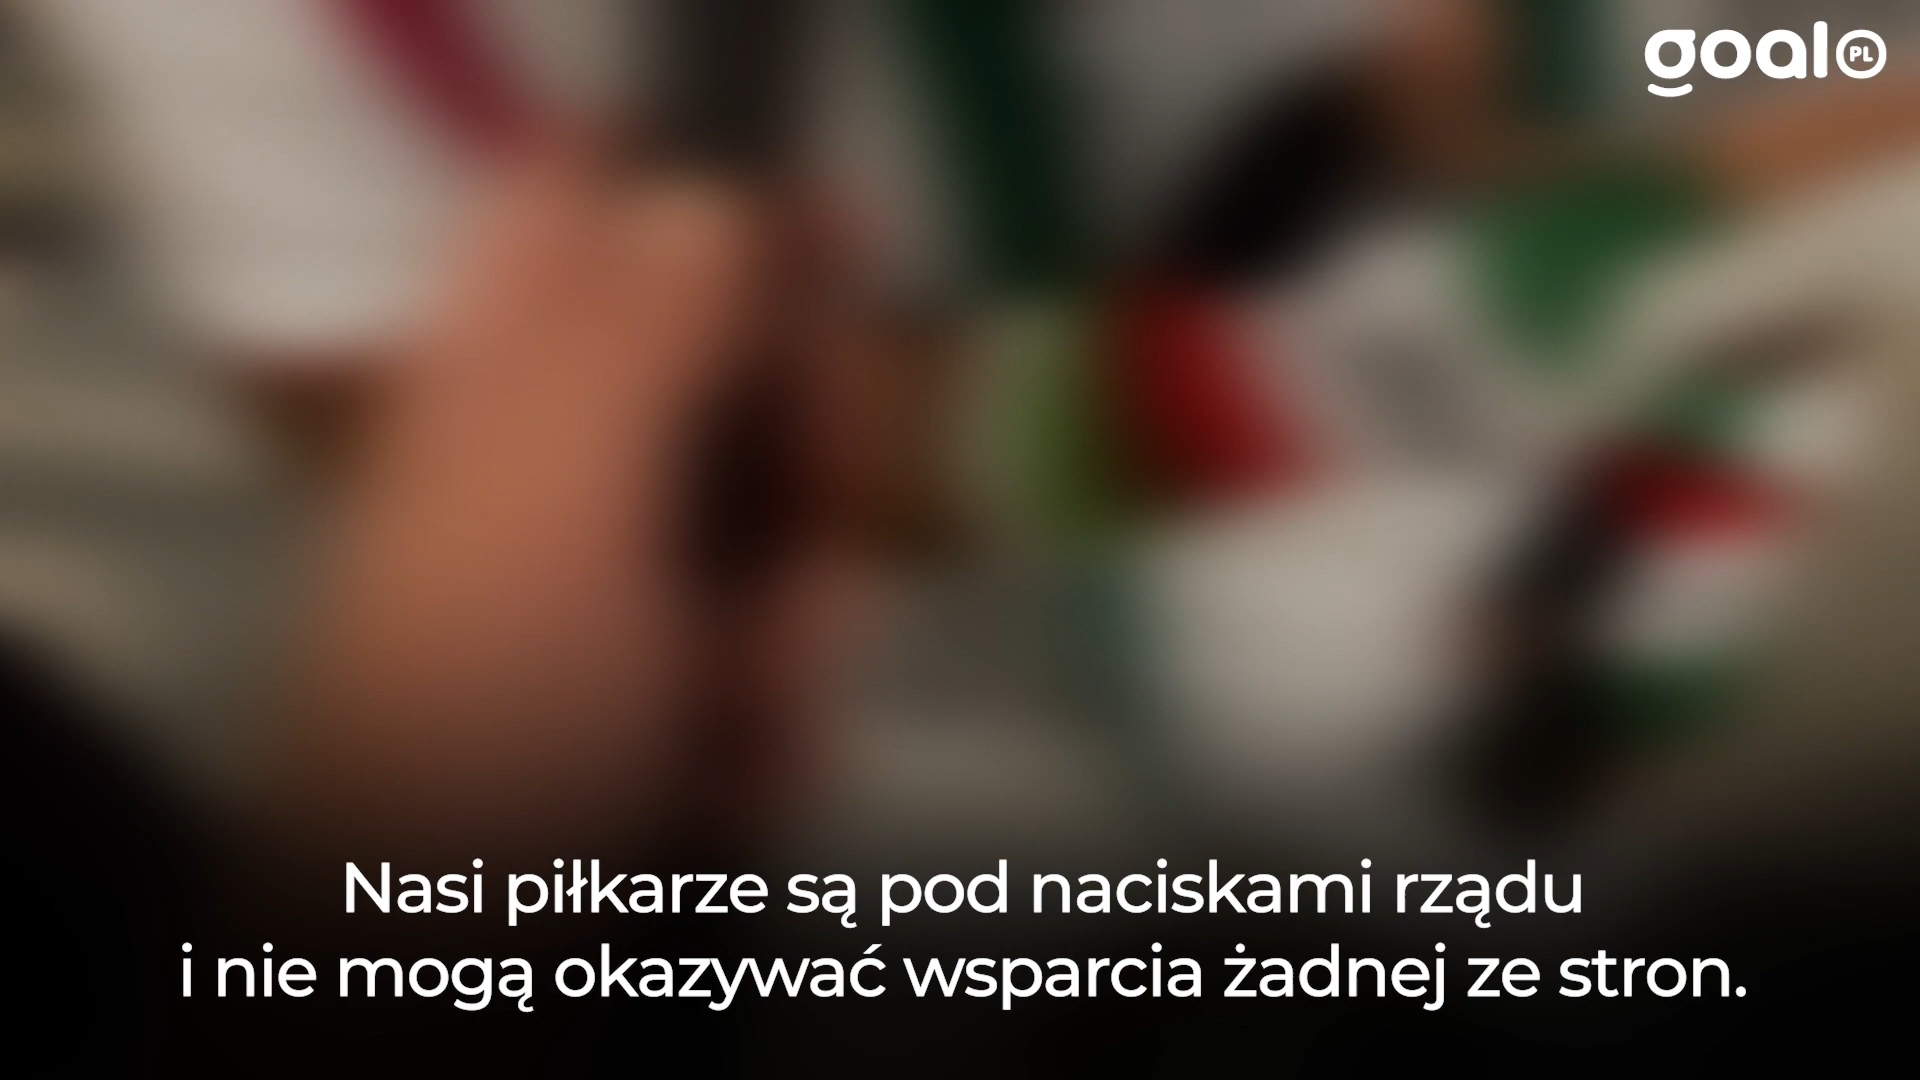 goal PL
Nasi piłkarze są pod naciskami rządu
i nie mogą okazywać wsparcia żadnej ze stron.